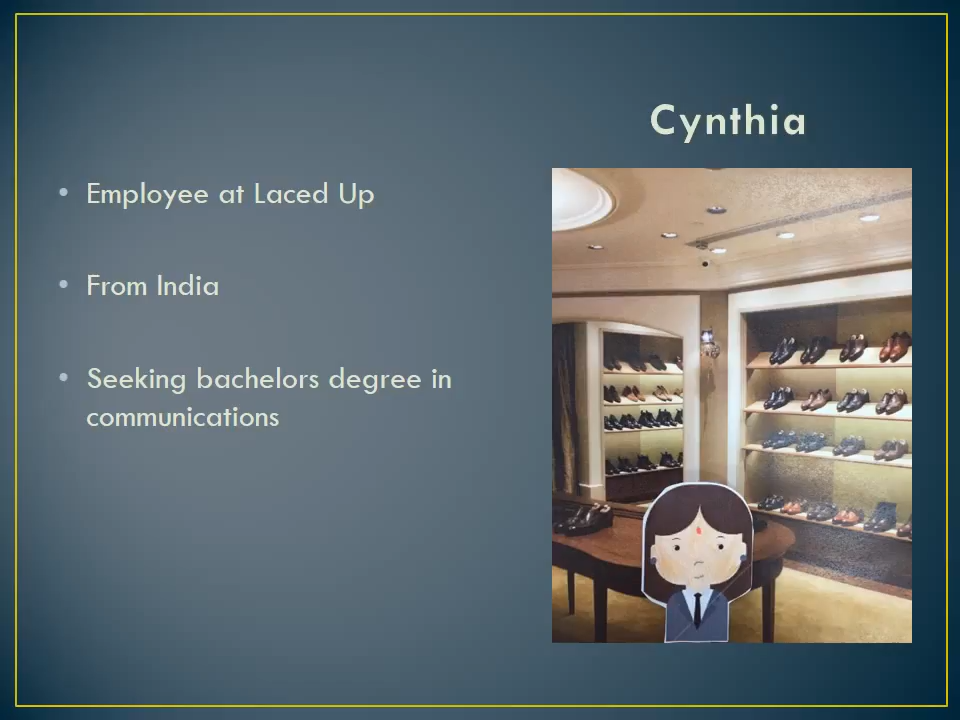 Cynthia
• Employee at Laced Up
• From India
• Seeking bachelors degree in
communications